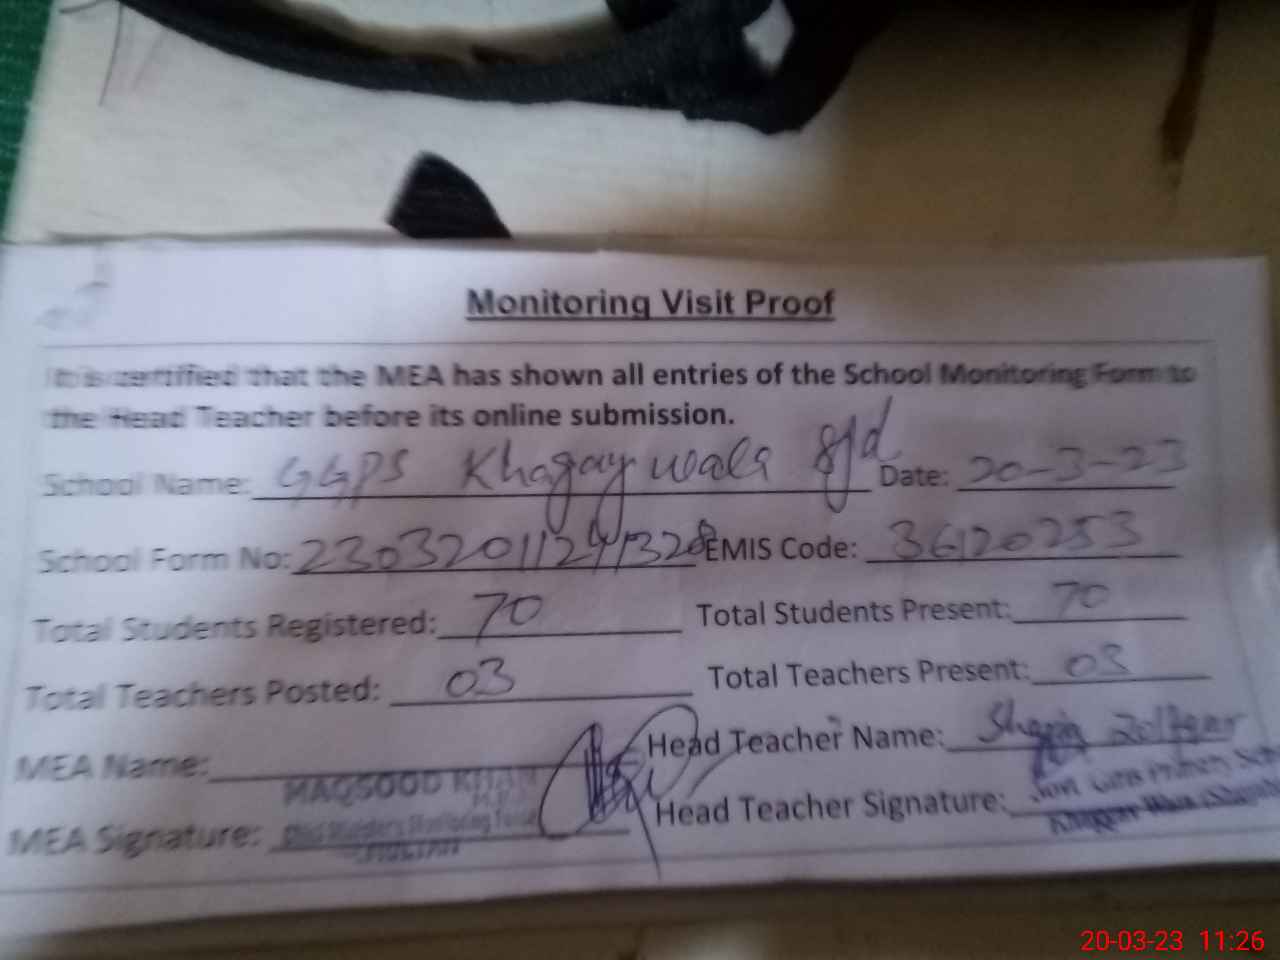 Monitoring Visit Proof
It is certified that the MEA has shown all entries of the School Monitoring Form to
the Head Teacher before its online submission.
School Name: GGPS Khagay wala Date: 20-3-23
School Form No: EMIS Code: 36120253
Total Students Registered: 70 Total Students Present: 70
Total Teachers Posted: 03 Total Teachers Present: 03
MEA Name: Head Teacher Name:
MAQSOOD KHAN
MEA Signature: Head Teacher Signature:
20-03-23 11:26